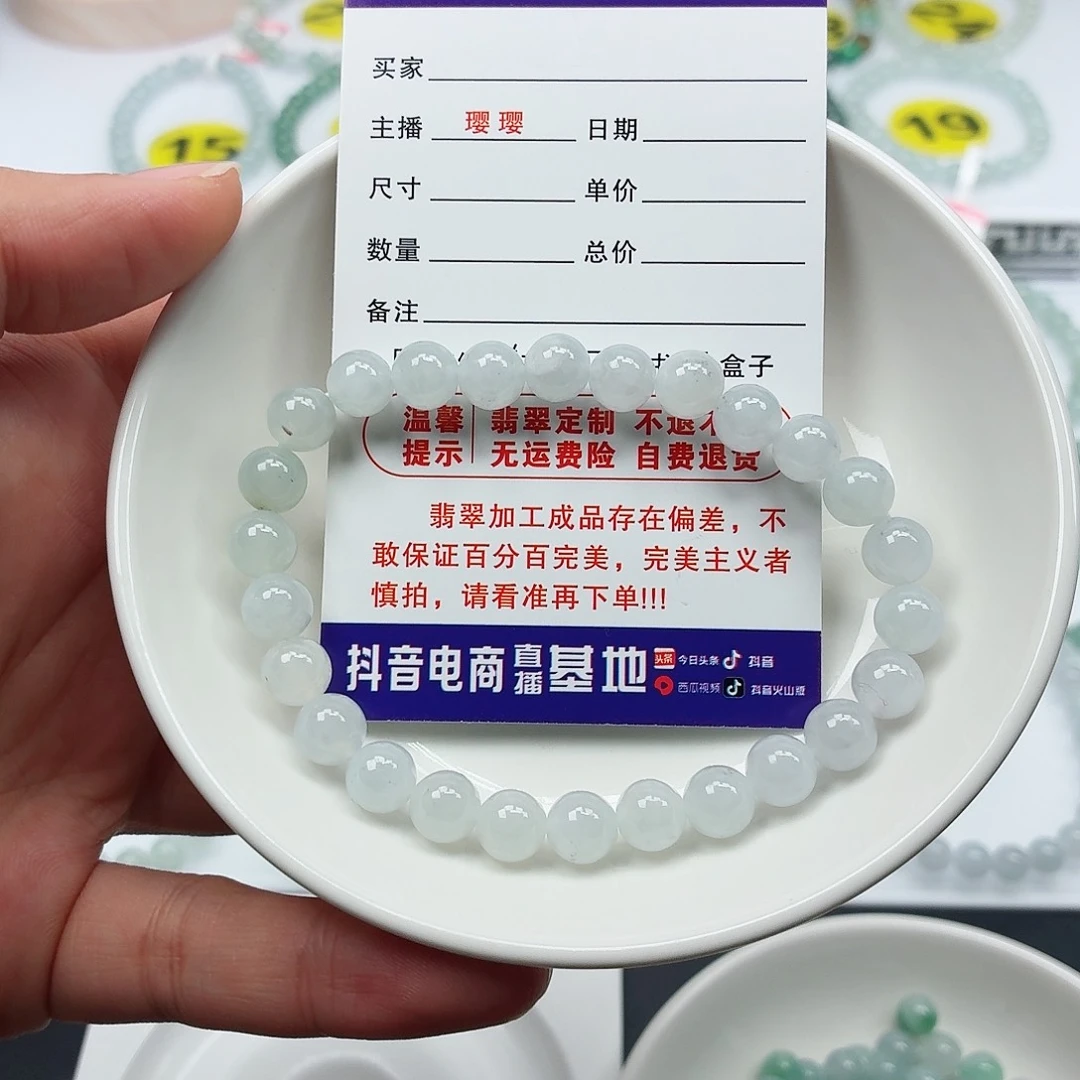 买家
主播 璎璎 日期
尺寸 单价
数量 总价
备注
盒子
温馨 翡翠定制 不退不
提示 无运费险 自费退货
翡翠加工成品存在偏差，不
敢保证百分百完美，完美主义者
慎拍，请看准再下单!!!
抖音电商直播基地
头条 今日头条 抖音
西瓜视频 抖音火山版
15
19